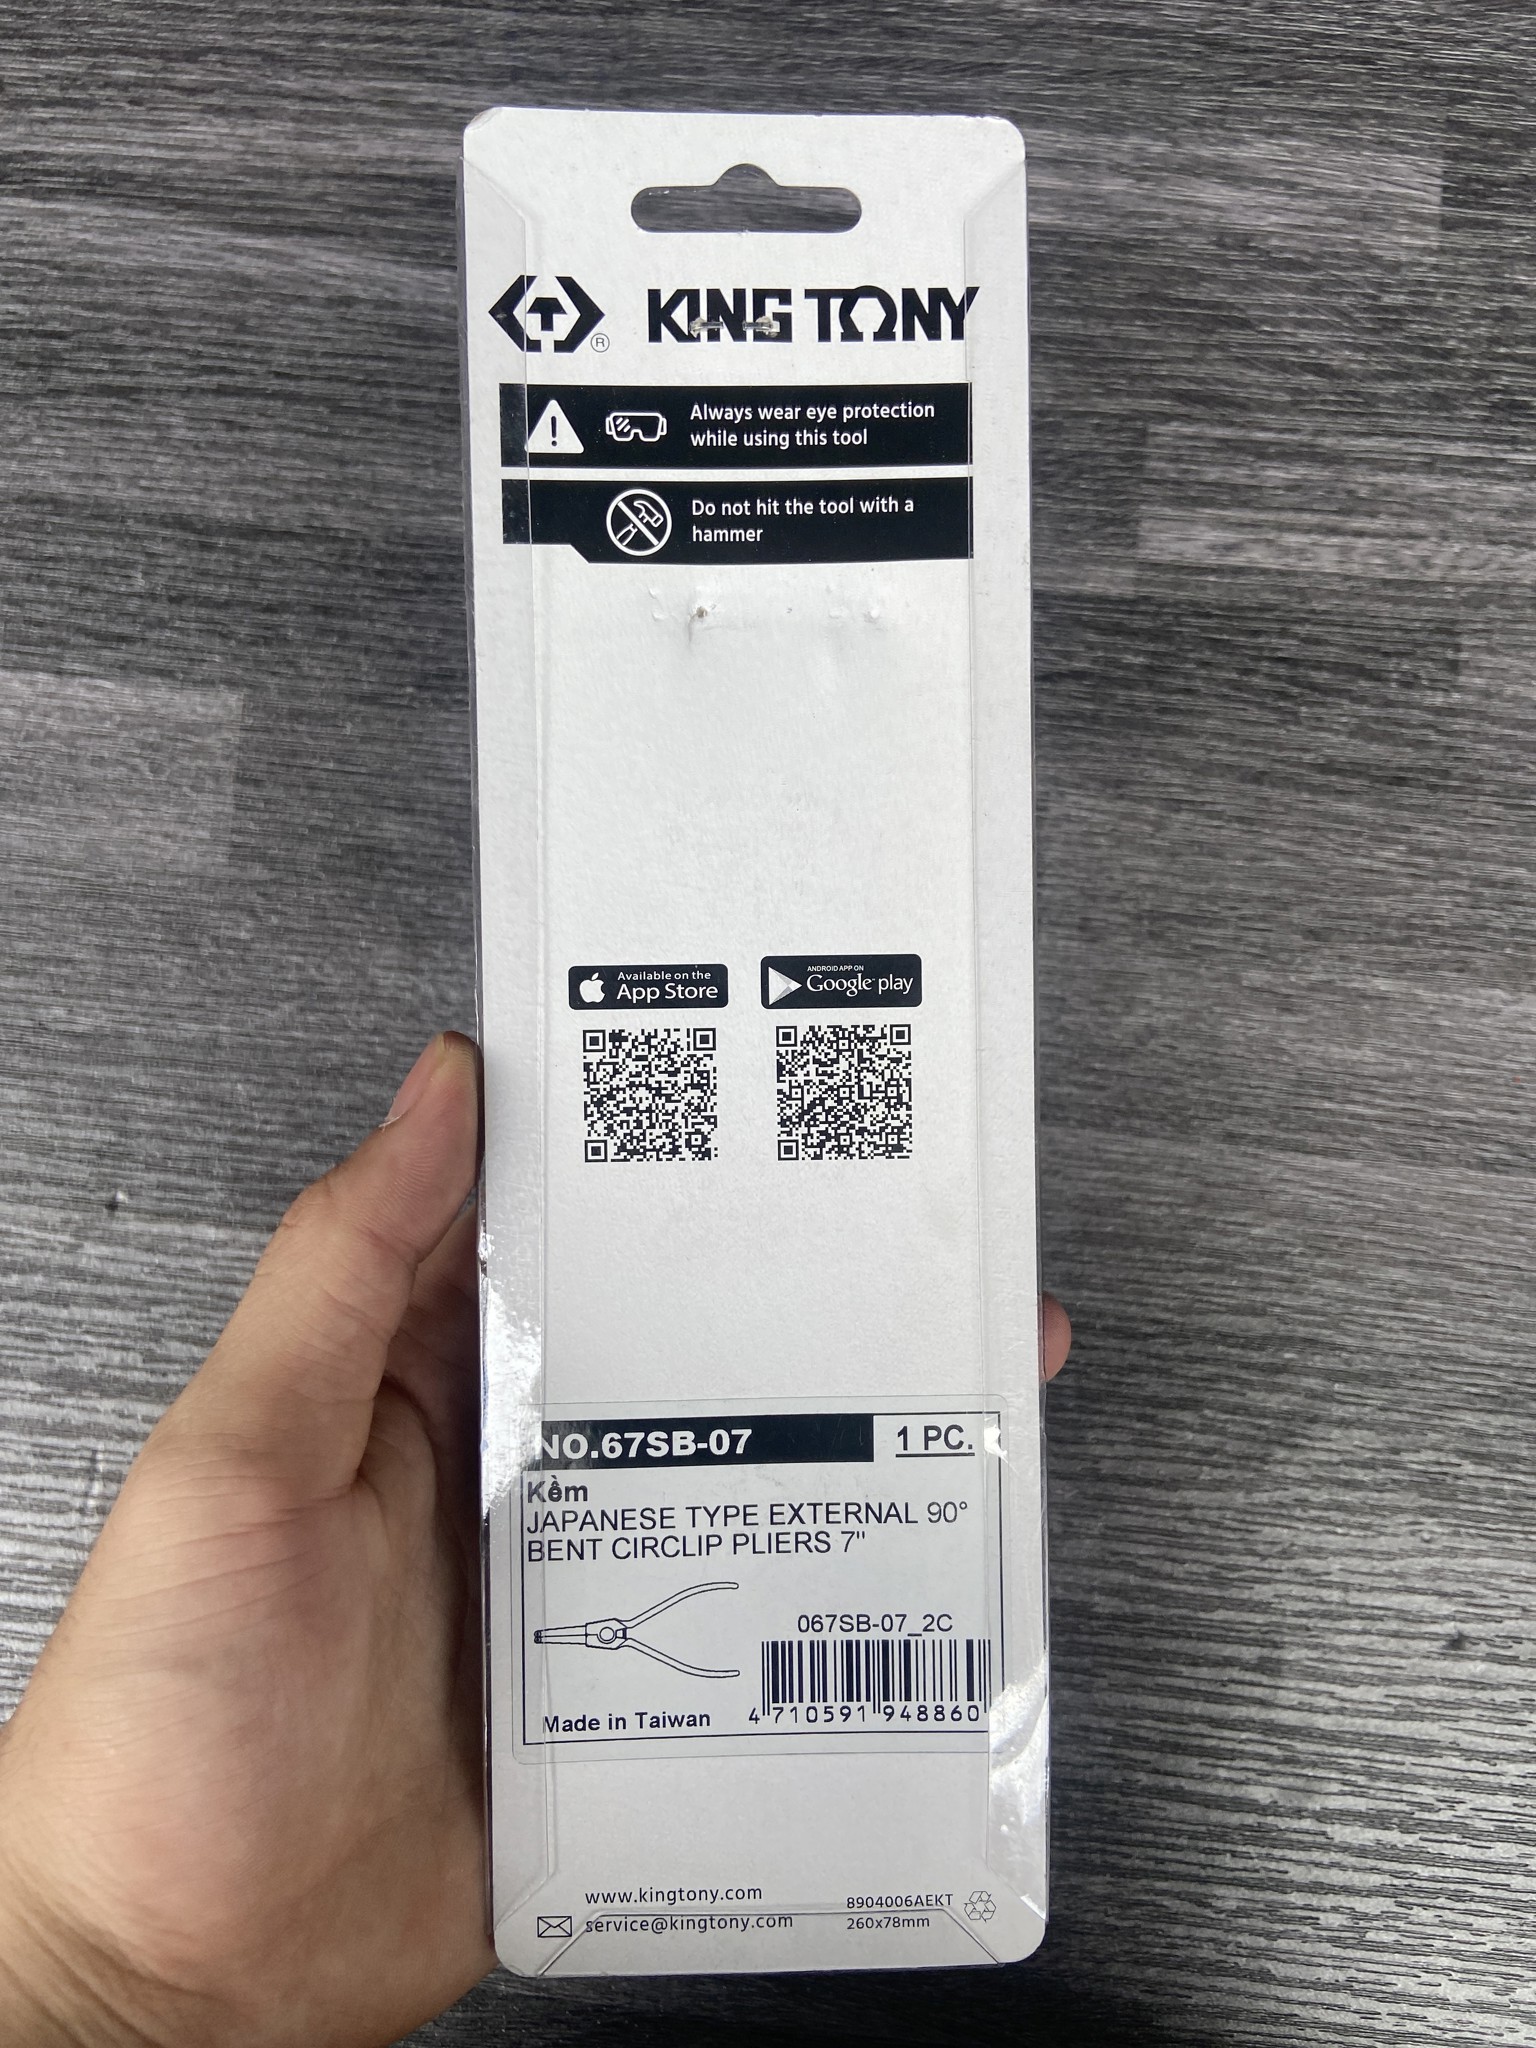 ®
KING TONY
Always wear eye protection
while using this tool
Do not hit the tool with a
hammer
Available on the
App Store
ANDROID APP ON
Google play
NO.67SB-07
1 PC.
Kềm
JAPANESE TYPE EXTERNAL 90°
BENT CIRCLIP PLIERS 7"
067SB-07_2C
4 710591 948860
Made in Taiwan
www.kingtony.com
service@kingtony.com
8904006AEKT
260x78mm